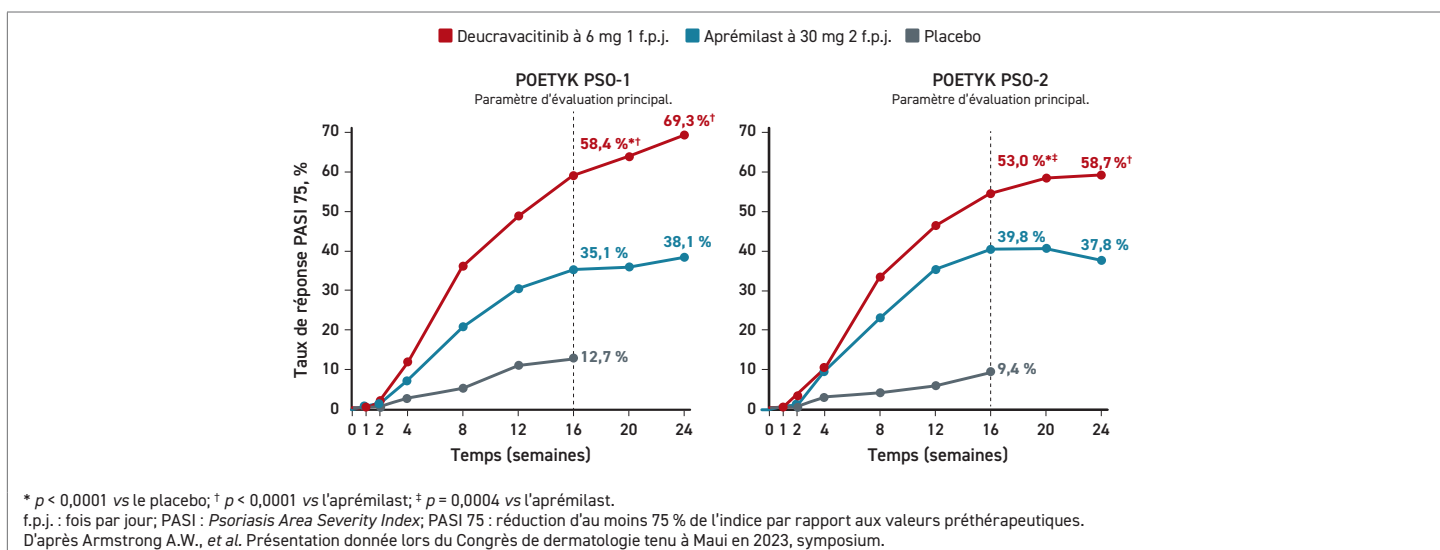 Deucravacitinib à 6 mg 1 f.p.j. Aprémilast à 30 mg 2 f.p.j. Placebo
POETYK PSO-1
Paramètre d'évaluation principal.
Taux de réponse PASI 75, %
70
60
50
40
30
20
10
0
69,3 %†
58,4 %*†
38,1 %
35,1 %
12,7 %
0 1 2 4 8 12 16 20 24
Temps (semaines)
POETYK PSO-2
Paramètre d'évaluation principal.
70
60
50
40
30
20
10
0
53,0 %*‡ 58,7 %†
39,8 %
37,8 %
9,4 %
0 1 2 4 8 12 16 20 24
Temps (semaines)
* p < 0,0001 vs le placebo; † p < 0,0001 vs l'aprémilast; ‡ p = 0,0004 vs l'aprémilast.
f.p.j. : fois par jour; PASI : Psoriasis Area Severity Index; PASI 75 : réduction d'au moins 75 % de l'indice par rapport aux valeurs préthérapeutiques.
D'après Armstrong A.W., et al. Présentation donnée lors du Congrès de dermatologie tenu à Maui en 2023, symposium.